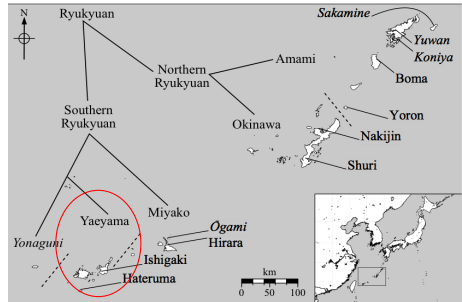 N
Ryukyuan
Sakamine
Yuwan
Koniya
Northern
Ryukyuan
Amami
Boma
Southern
Ryukyuan
Okinawa
Yoron
Nakijin
Shuri
Yaeyama
Miyako
Yonaguni
Ōgami
Hirara
Ishigaki
Hateruma
km
0 50 100